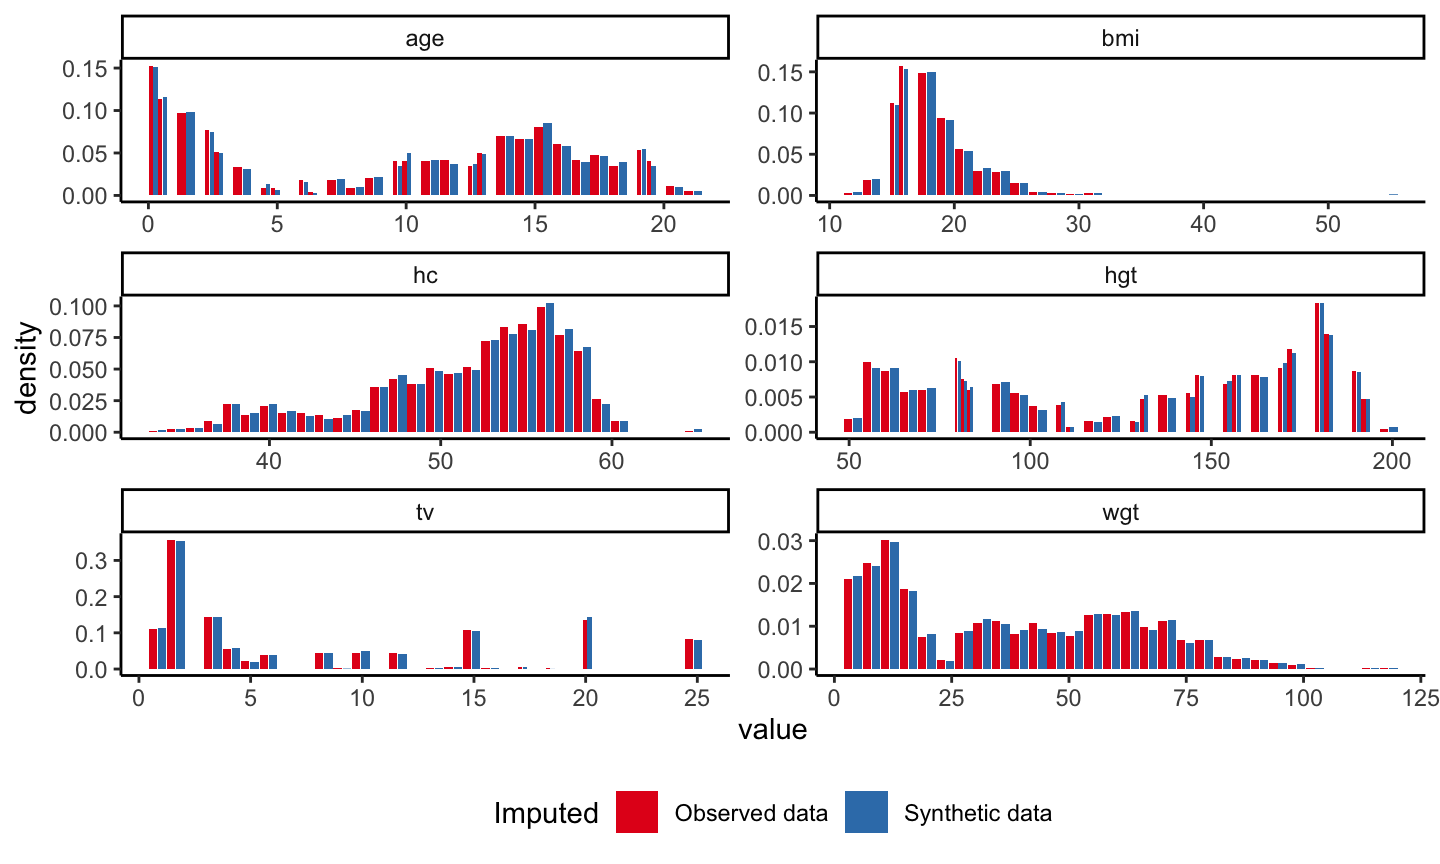 age
bmi
0.15
0.10
0.05
0.00
0 5 10 15 20
0.15
0.10
0.05
0.00
10 20 30 40 50
hc
hgt
density
0.100
0.075
0.050
0.025
0.000
40 50 60
0.015
0.010
0.005
0.000
50 100 150 200
tv
wgt
0.3
0.2
0.1
0.0
0 5 10 15 20 25
0.03
0.02
0.01
0.00
0 25 50 75 100 125
value
Imputed Observed data Synthetic data